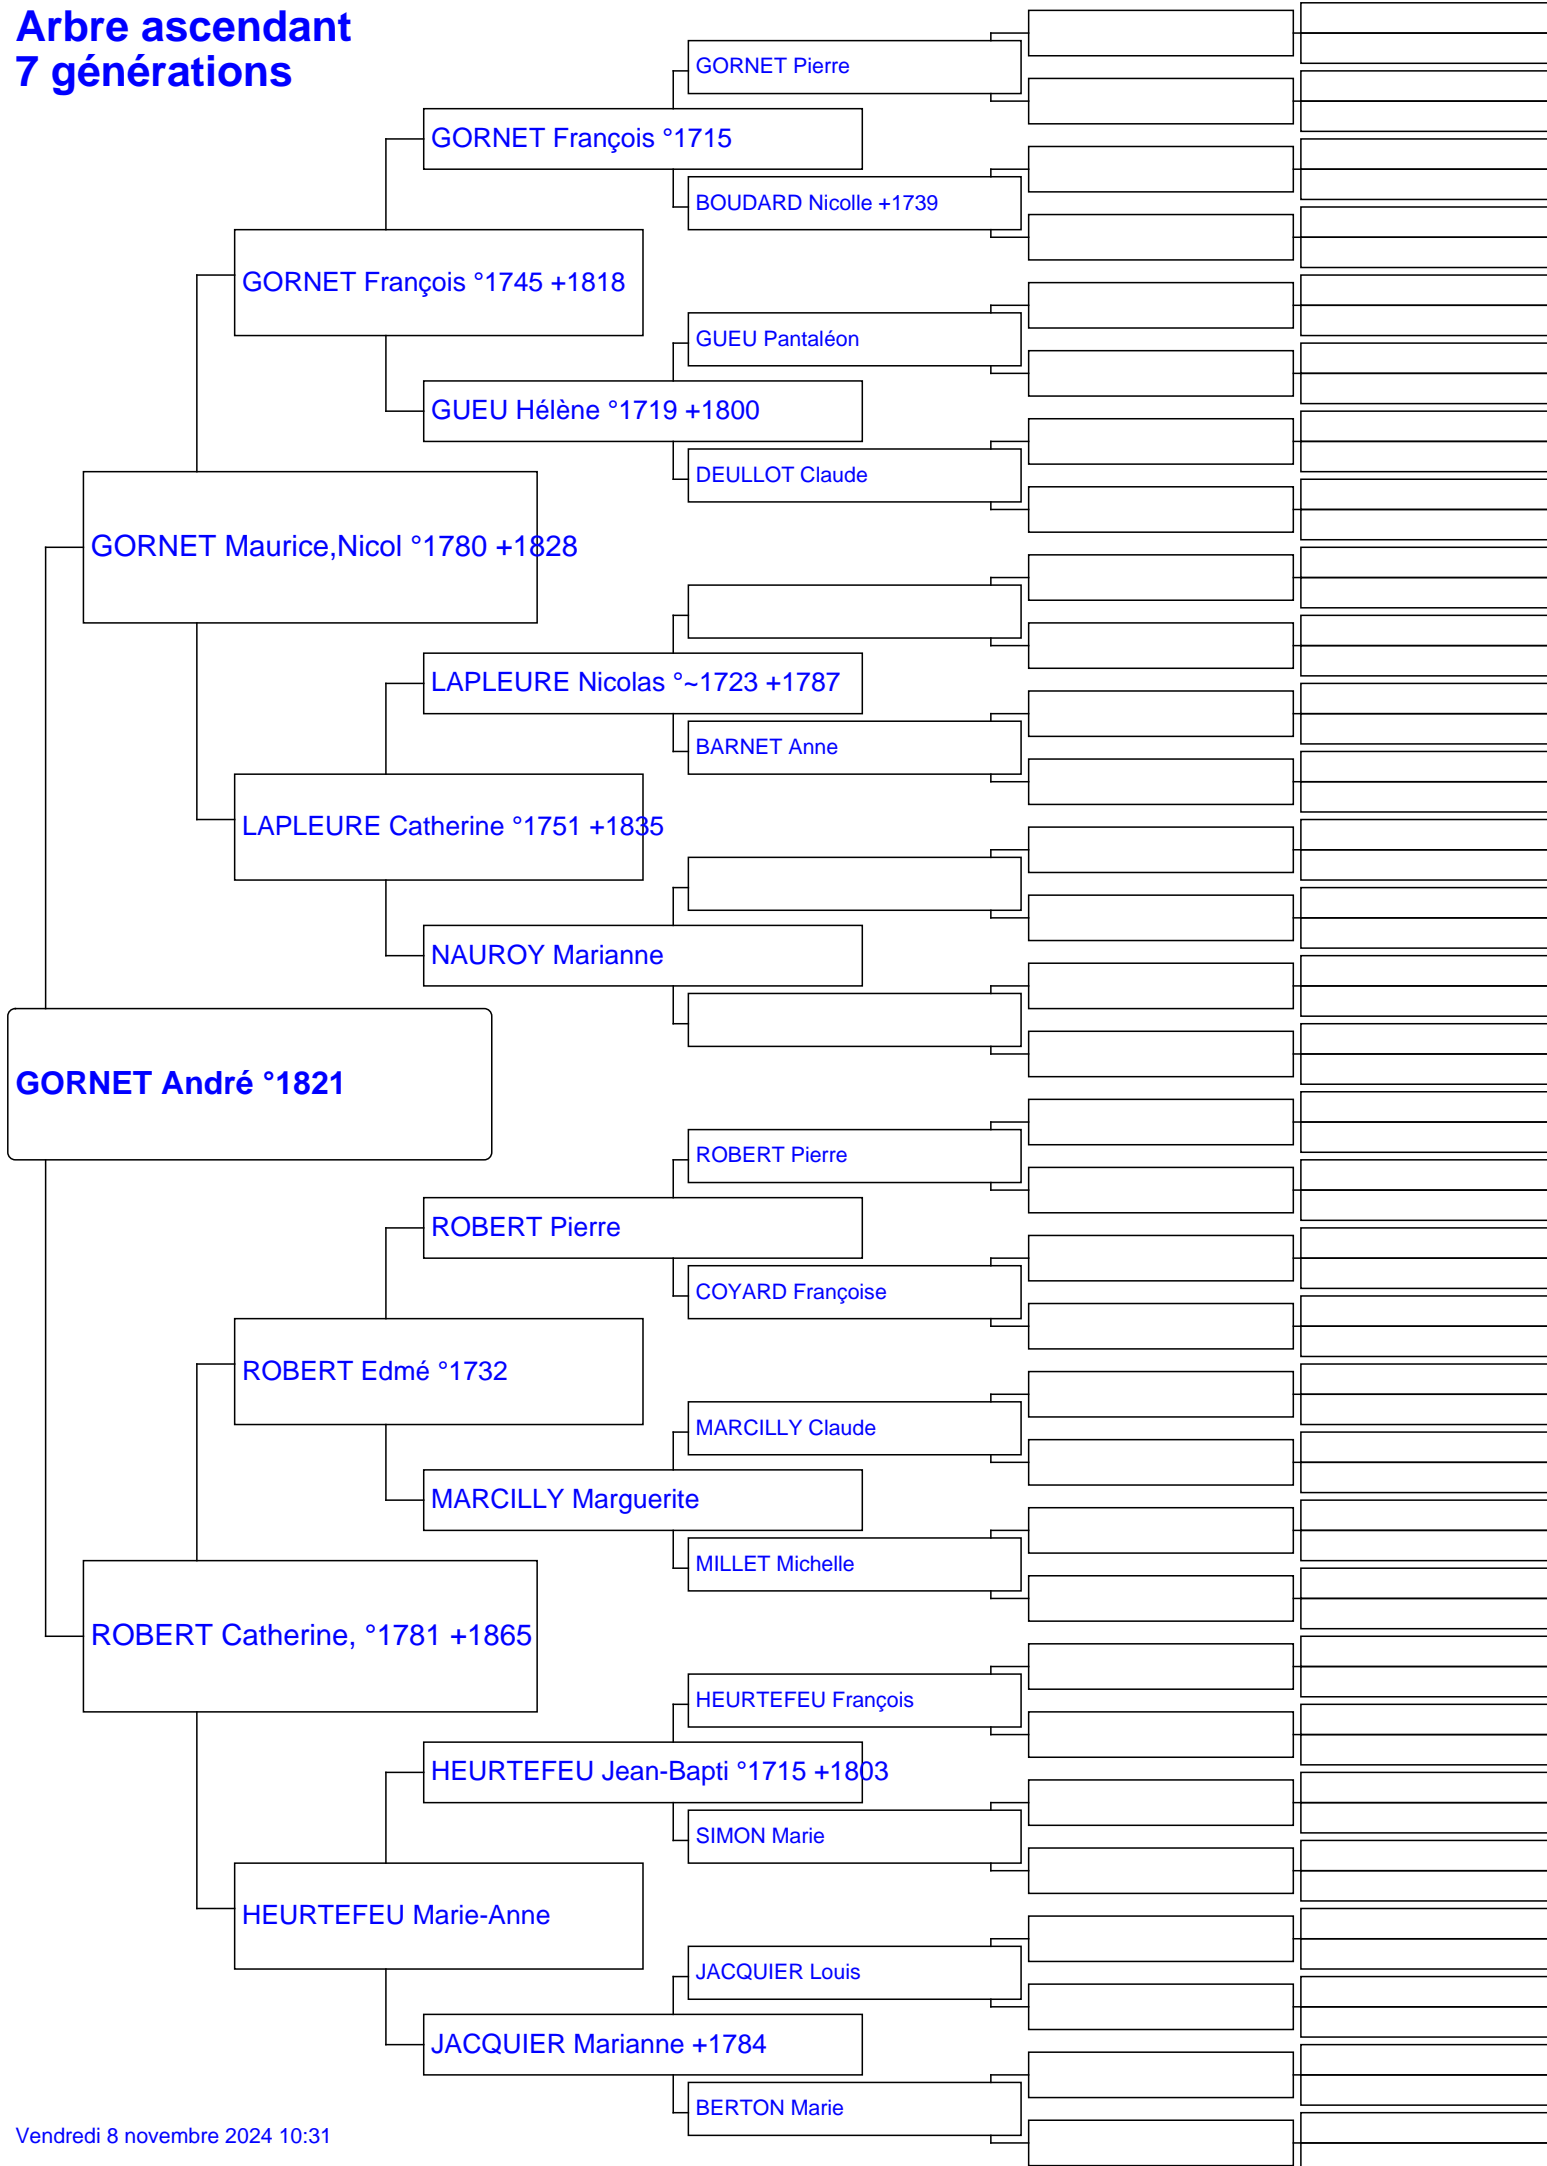 Arbre ascendant
7 générations
GORNET Pierre
GORNET François °1715
BOUDARD Nicolle +1739
GORNET François °1745 +1818
GUEU Pantaléon
GUEU Hélène °1719 +1800
DEULLOT Claude
GORNET Maurice,Nicol °1780 +1828
LAPLEURE Nicolas °~1723 +1787
BARNET Anne
LAPLEURE Catherine °1751 +1835
NAUROY Marianne
GORNET André °1821
ROBERT Pierre
ROBERT Pierre
COYARD Françoise
ROBERT Edmé °1732
MARCILLY Claude
MARCILLY Marguerite
MILLET Michelle
ROBERT Catherine, °1781 +1865
HEURTEFEU François
HEURTEFEU Jean-Bapti °1715 +1803
SIMON Marie
HEURTEFEU Marie-Anne
JACQUIER Louis
JACQUIER Marianne +1784
BERTON Marie
Vendredi 8 novembre 2024 10:31